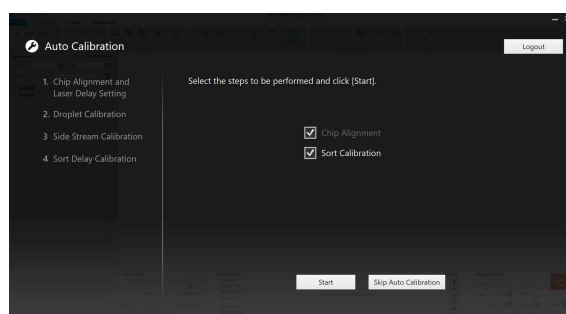 Auto Calibration
Logout
1. Chip Alignment and
Laser Delay Setting
2. Droplet Calibration
3 Side Stream Calibration
4 Sort Delay Calibration
Select the steps to be performed and click [Start].
Chip Alignment
Sort Calibration
Start
Skip Auto Calibration